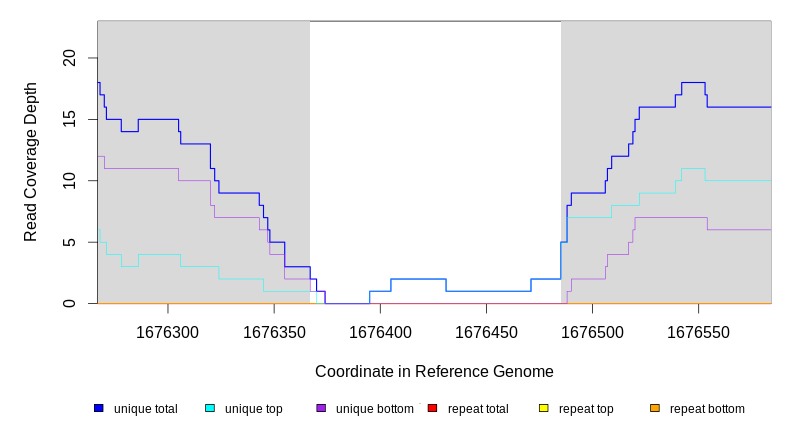 Read Coverage Depth
20
15
10
5
0
1676300 1676350 1676400 1676450 1676500 1676550
Coordinate in Reference Genome
unique total unique top unique bottom repeat total repeat top repeat bottom